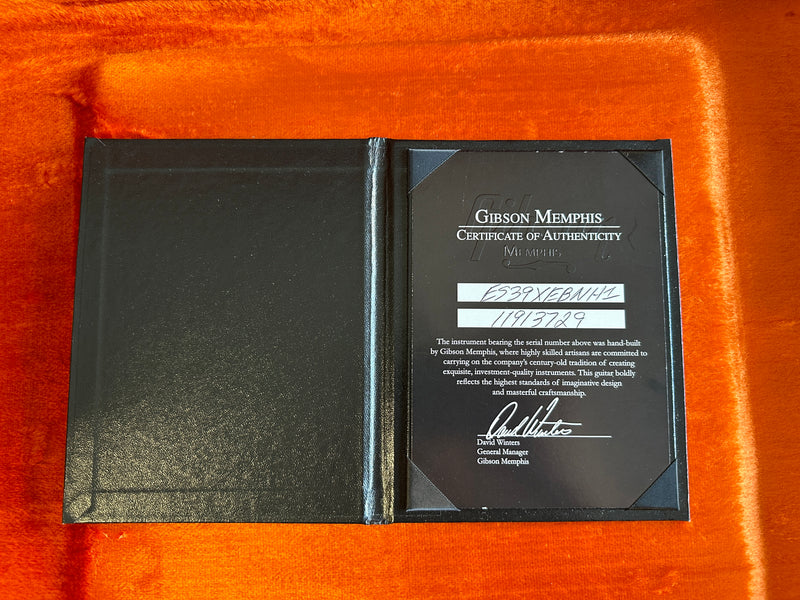 GIBSON MEMPHIS
CERTIFICATE OF AUTHENTICITY
MEMPHIS
ES39XEBNH1
11913729
The instrument bearing the serial number above was hand-built
by Gibson Memphis, where highly skilled artisans are committed to
carrying on the company's century-old tradition of creating
exquisite, investment-quality instruments. This guitar boldly
reflects the highest standards of imaginative design
and masterful craftsmanship.
David Winters
David Winters
General Manager
Gibson Memphis